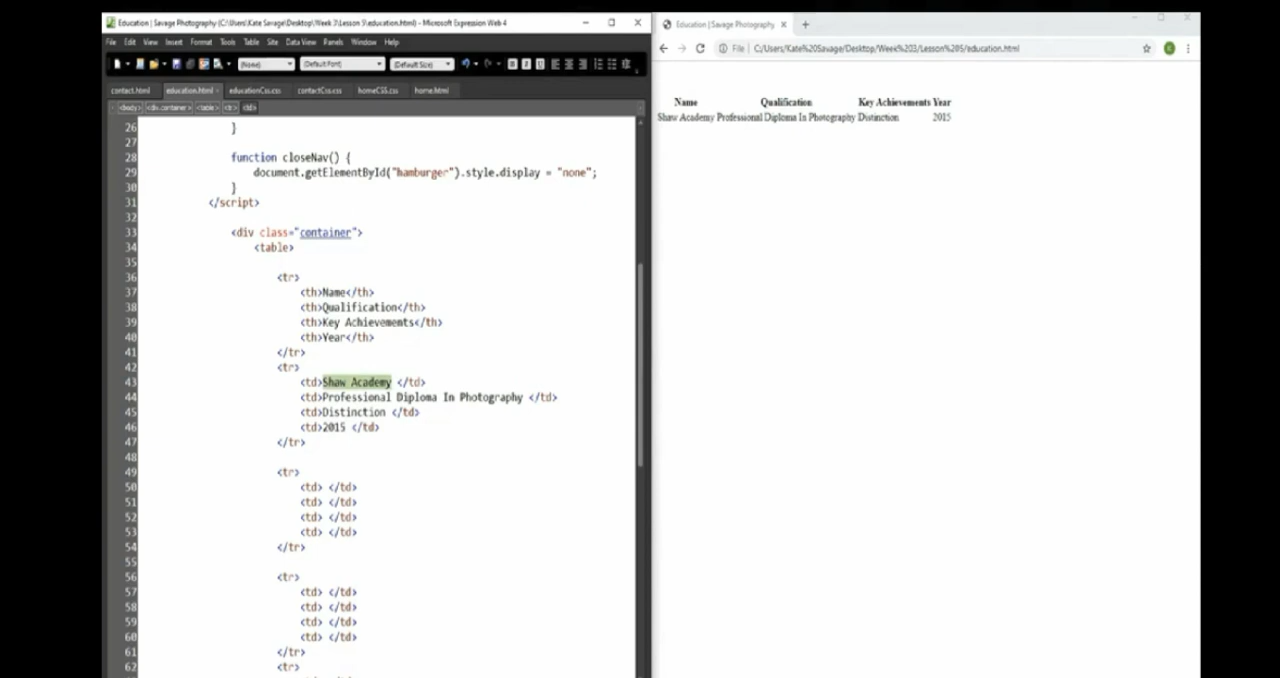 Education | Savage Photography (C:\Users\Kate Savage\Desktop\Week 3\Lesson 5\education.html) - Microsoft Expression Web 4
File Edit View Insert Format Tools Table Site Data View Panels Window Help
(None) (Default Font) (Default Size)
contact.html education.html educationCss.css contactCss.css homeCSS.css home.html
<body> <div.container> <table> <tr> <td>
26 }
27
28 function closeNav() {
29 document.getElementById("hamburger").style.display = "none";
30 }
31 </script>
32
33 <div class="container">
34 <table>
35
36 <tr>
37 <th>Name</th>
38 <th>Qualification</th>
39 <th>Key Achievements</th>
40 <th>Year</th>
41 </tr>
42 <tr>
43 <td>Shaw Academy </td>
44 <td>Professional Diploma In Photography </td>
45 <td>Distinction </td>
46 <td>2015 </td>
47 </tr>
48
49 <tr>
50 <td> </td>
51 <td> </td>
52 <td> </td>
53 <td> </td>
54 </tr>
55
56 <tr>
57 <td> </td>
58 <td> </td>
59 <td> </td>
60 <td> </td>
61 </tr>
62 <tr>
Education | Savage Photography
File C:/Users/Kate%20Savage/Desktop/Week%203/Lesson%205/education.html
Name Qualification Key Achievements Year
Shaw Academy Professional Diploma In Photography Distinction 2015